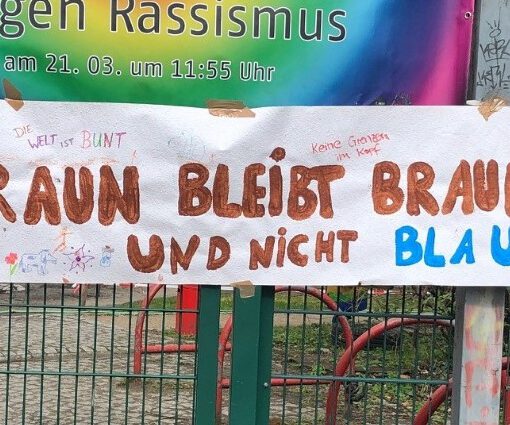 gen Rassismus
am 21. 03. um 11:55 Uhr
DIE
WELT IST BUNT
Keine Grenzen
im Kopf
RAUN BLEIBT BRAU
UND NICHT BLAU